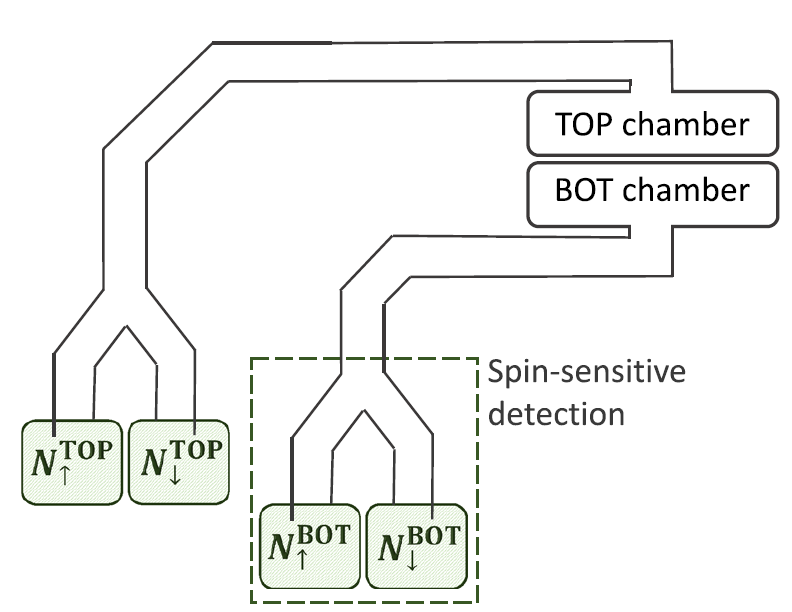 TOP chamber
BOT chamber
Spin-sensitive
detection
N↑^TOP N↓^TOP
N↑^BOT N↓^BOT